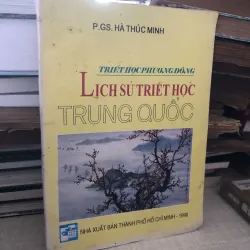 P.GS. HÀ THÚC MINH
TRIẾT HỌC PHƯƠNG ĐÔNG
LỊCH SỬ TRIẾT HỌC
TRUNG QUỐC
NHÀ XUẤT BẢN THÀNH PHỐ HỒ CHÍ MINH - 1998